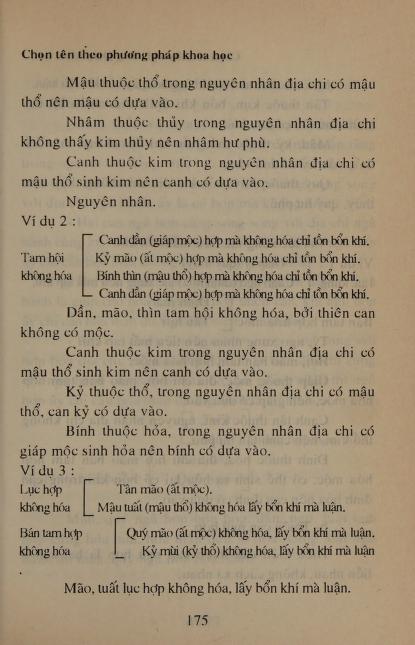 Chọn tên theo phương pháp khoa học
Mậu thuộc thổ trong nguyên nhân địa chi có mậu
thổ nên mậu có dựa vào.
Nhâm thuộc thủy trong nguyên nhân địa chi
không thấy kim thủy nên nhâm hư phù.
Canh thuộc kim trong nguyên nhân địa chi có
mậu thổ sinh kim nên canh có dựa vào.
Nguyên nhân.
Ví dụ 2 :
Canh dần (giáp mộc) hợp mà không hóa chỉ tồn bổn khí.
Tam hội
Kỷ mão (ất mộc) hợp mà không hóa chỉ tồn bổn khí.
không hóa
Bính thìn (mậu thổ) hợp mà không hóa chỉ tồn bổn khí.
Canh dần (giáp mộc) hợp mà không hóa chỉ tồn bổn khí.
Dần, mão, thìn tam hội không hóa, bởi thiên can
không có mộc.
Canh thuộc kim trong nguyên nhân địa chi có
mậu thổ sinh kim nên canh có dựa vào.
Kỷ thuộc thổ, trong nguyên nhân địa chi có mậu
thổ, can kỷ có dựa vào.
Bính thuộc hỏa, trong nguyên nhân địa chi có
giáp mộc sinh hỏa nên bính có dựa vào.
Ví dụ 3 :
Lục hợp
Tân mão (ất mộc).
không hóa
Mậu tuất (mậu thổ) không hóa lấy bổn khí mà luận.
Bán tam hợp
Quý mão (ất mộc) không hóa, lấy bổn khí mà luận.
không hóa
Kỷ mùi (kỷ thổ) không hóa, lấy bổn khí mà luận
.
Mão, tuất lục hợp không hóa, lấy bổn khí mà luận.
175